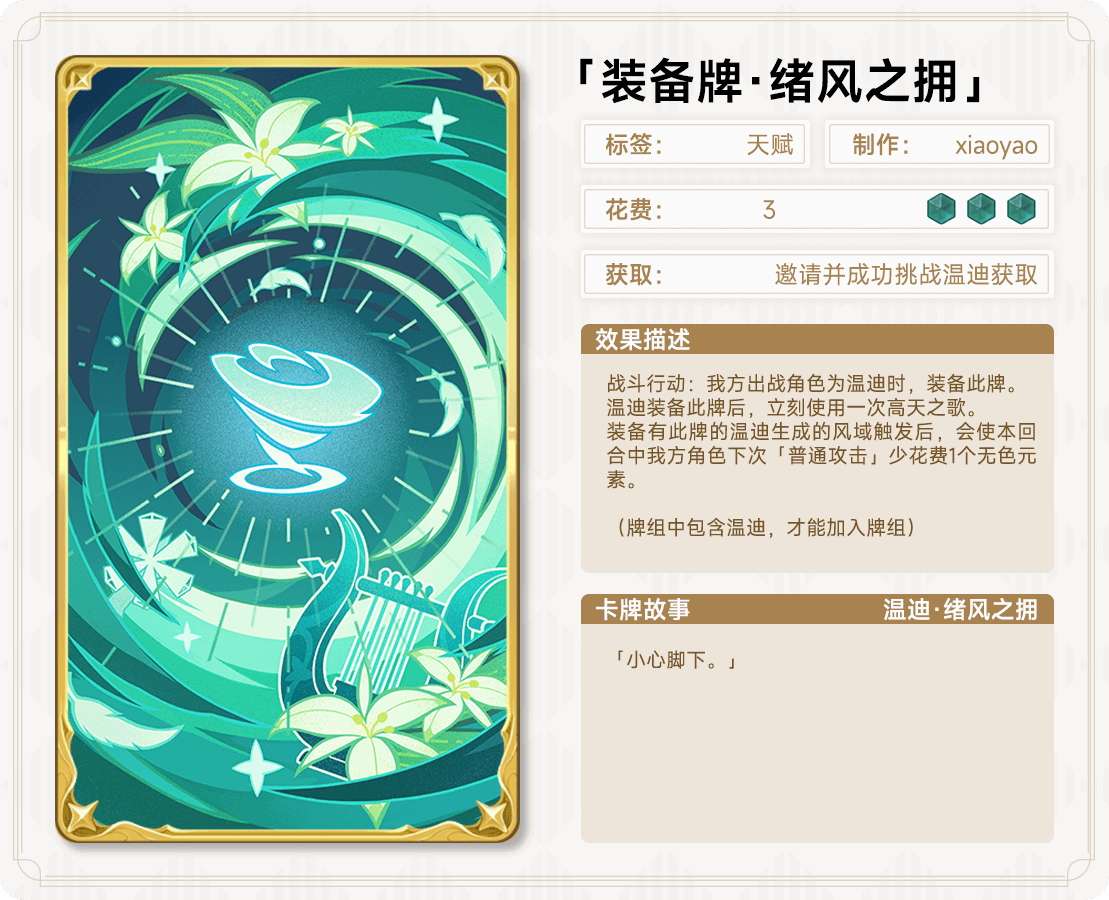 「装备牌·绪风之拥」
标签： 天赋 制作： xiaoyao
花费： 3
获取： 邀请并成功挑战温迪获取
效果描述
战斗行动：我方出战角色为温迪时，装备此牌。
温迪装备此牌后，立刻使用一次高天之歌。
装备有此牌的温迪生成的风域触发后，会使本回
合中我方角色下次「普通攻击」少花费1个无色元
素。
（牌组中包含温迪，才能加入牌组）
卡牌故事 温迪·绪风之拥
「小心脚下。」